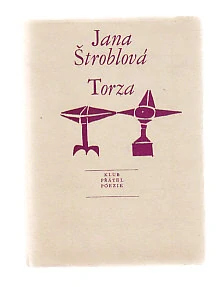 Jana
Štroblová
Torza
KLUB
PŘÁTEL
POEZIE